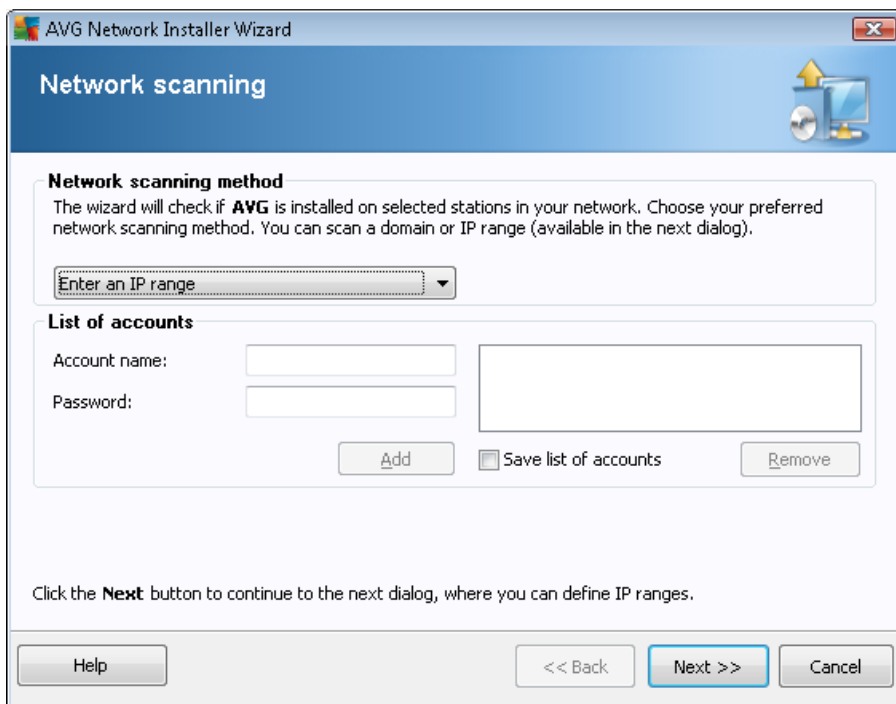 AVG Network Installer Wizard
Network scanning
Network scanning method
The wizard will check if AVG is installed on selected stations in your network. Choose your preferred
network scanning method. You can scan a domain or IP range (available in the next dialog).
Enter an IP range
List of accounts
Account name:
Password:
Add
Save list of accounts
Remove
Click the Next button to continue to the next dialog, where you can define IP ranges.
Help
<< Back
Next >>
Cancel